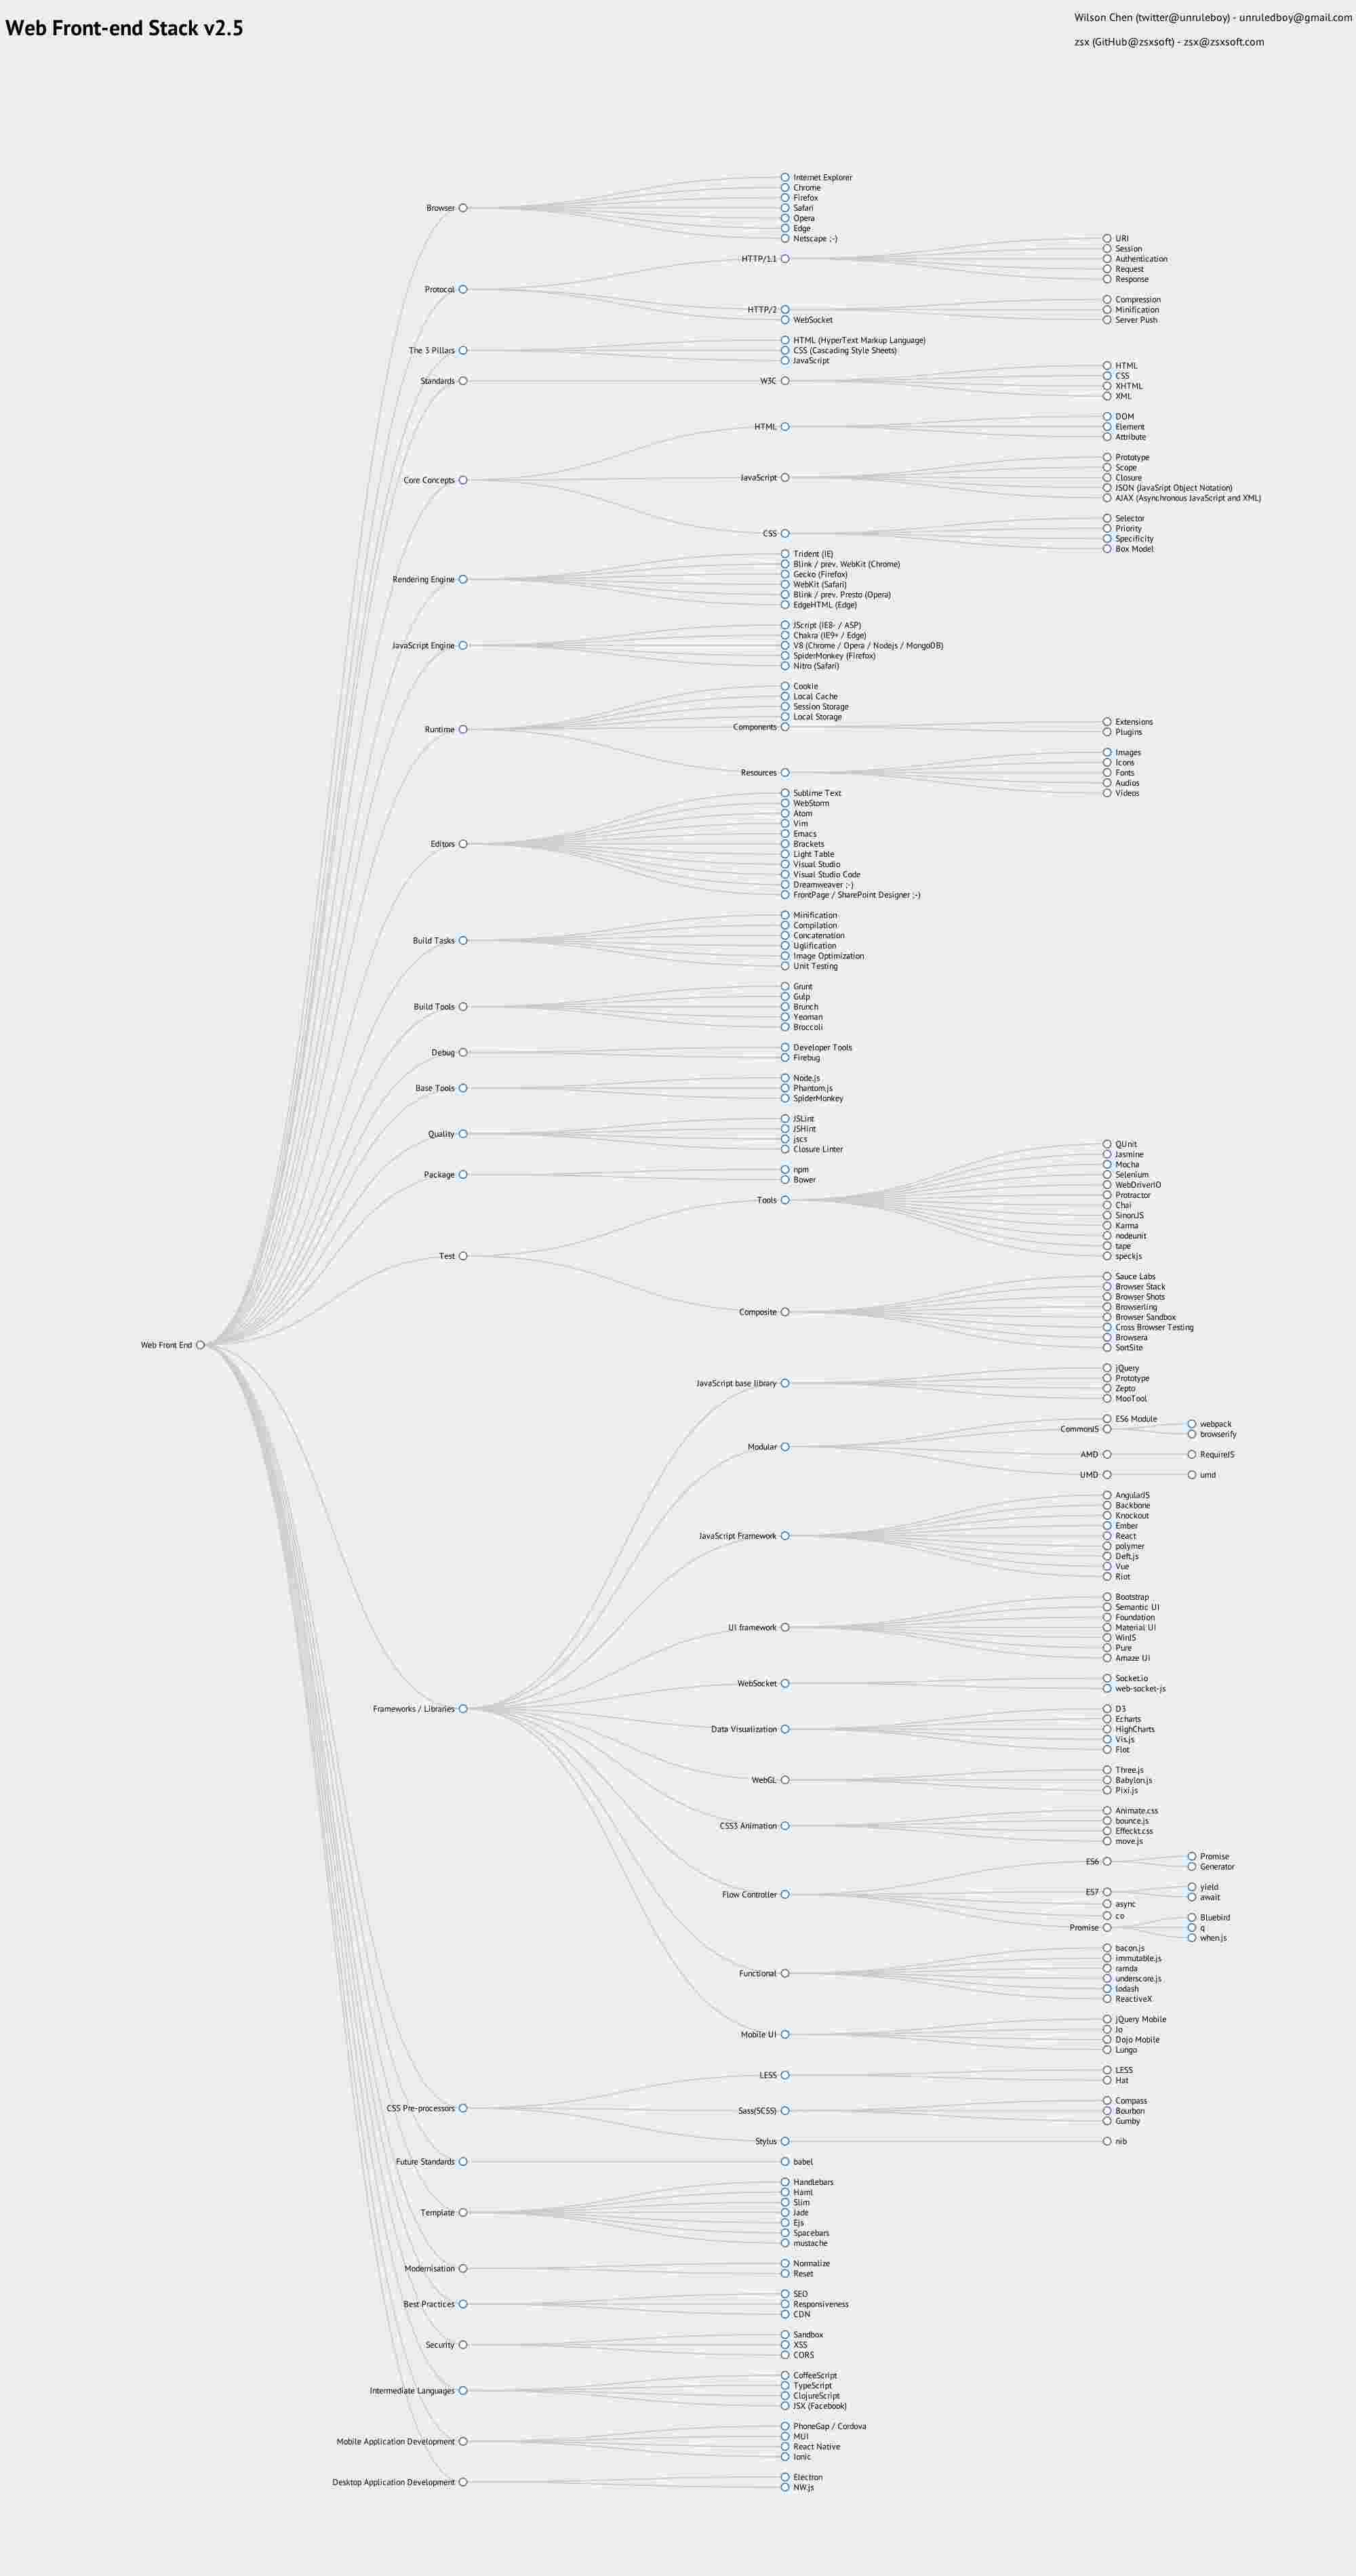 Web Front-end Stack v2.5
Wilson Chen (twitter@unruleboy) - unruledboy@gmail.com
zsx (GitHub@zsxsoft) - zsx@zsxsoft.com
Web Front End
Browser
Internet Explorer
Chrome
Firefox
Safari
Opera
Edge
Netscape ;-)
Protocol
HTTP/1.1
URI
Session
Authentication
Request
Response
HTTP/2
Compression
Minification
Server Push
WebSocket
The 3 Pillars
HTML (HyperText Markup Language)
CSS (Cascading Style Sheets)
JavaScript
Standards
W3C
HTML
CSS
XHTML
XML
Core Concepts
HTML
DOM
Element
Attribute
JavaScript
Prototype
Scope
Closure
JSON (JavaSript Object Notation)
AJAX (Asynchronous JavaScript and XML)
CSS
Selector
Priority
Specificity
Box Model
Rendering Engine
Trident (IE)
Blink / prev. WebKit (Chrome)
Gecko (Firefox)
WebKit (Safari)
Blink / prev. Presto (Opera)
EdgeHTML (Edge)
JavaScript Engine
JScript (IE8- / ASP)
Chakra (IE9+ / Edge)
V8 (Chrome / Opera / Nodejs / MongoDB)
SpiderMonkey (Firefox)
Nitro (Safari)
Runtime
Cookie
Local Cache
Session Storage
Local Storage
Components
Extensions
Plugins
Resources
Images
Icons
Fonts
Audios
Videos
Editors
Sublime Text
WebStorm
Atom
Vim
Emacs
Brackets
Light Table
Visual Studio
Visual Studio Code
Dreamweaver ;-)
FrontPage / SharePoint Designer ;-)
Build Tasks
Minification
Compilation
Concatenation
Uglification
Image Optimization
Unit Testing
Build Tools
Grunt
Gulp
Brunch
Yeoman
Broccoli
Debug
Developer Tools
Firebug
Base Tools
Node.js
Phantom.js
SpiderMonkey
Quality
JSLint
JSHint
jscs
Closure Linter
Package
npm
Bower
Test
Tools
QUnit
Jasmine
Mocha
Selenium
WebDriverIO
Protractor
Chai
SinonJS
Karma
nodeunit
tape
speckjs
Composite
Sauce Labs
Browser Stack
Browser Shots
Browserling
Browser Sandbox
Cross Browser Testing
Browsera
SortSite
Frameworks / Libraries
JavaScript base library
jQuery
Prototype
Zepto
MooTool
Modular
ES6 Module
CommonJS
webpack
browserify
AMD
RequireJS
UMD
umd
JavaScript Framework
AngularJS
Backbone
Knockout
Ember
React
polymer
Deft.js
Vue
Riot
UI framework
Bootstrap
Semantic UI
Foundation
Material UI
WinJS
Pure
Amaze UI
WebSocket
Socket.io
web-socket-js
Data Visualization
D3
Echarts
HighCharts
Vis.js
Flot
WebGL
Three.js
Babylon.js
Pixi.js
CSS3 Animation
Animate.css
bounce.js
Effeckt.css
move.js
Flow Controller
ES6
Promise
Generator
ES7
yield
await
async
co
Promise
Bluebird
q
when.js
Functional
bacon.js
immutable.js
ramda
underscore.js
lodash
ReactiveX
Mobile UI
jQuery Mobile
Jo
Dojo Mobile
Lungo
CSS Pre-processors
LESS
LESS
Hat
Sass(SCSS)
Compass
Bourbon
Gumby
Stylus
nib
Future Standards
babel
Template
Handlebars
Haml
Slim
Jade
Ejs
Spacebars
mustache
Modernisation
Normalize
Reset
Best Practices
SEO
Responsiveness
CDN
Security
Sandbox
XSS
CORS
Intermediate Languages
CoffeeScript
TypeScript
ClojureScript
JSX (Facebook)
Mobile Application Development
PhoneGap / Cordova
MUI
React Native
Ionic
Desktop Application Development
Electron
NW.js